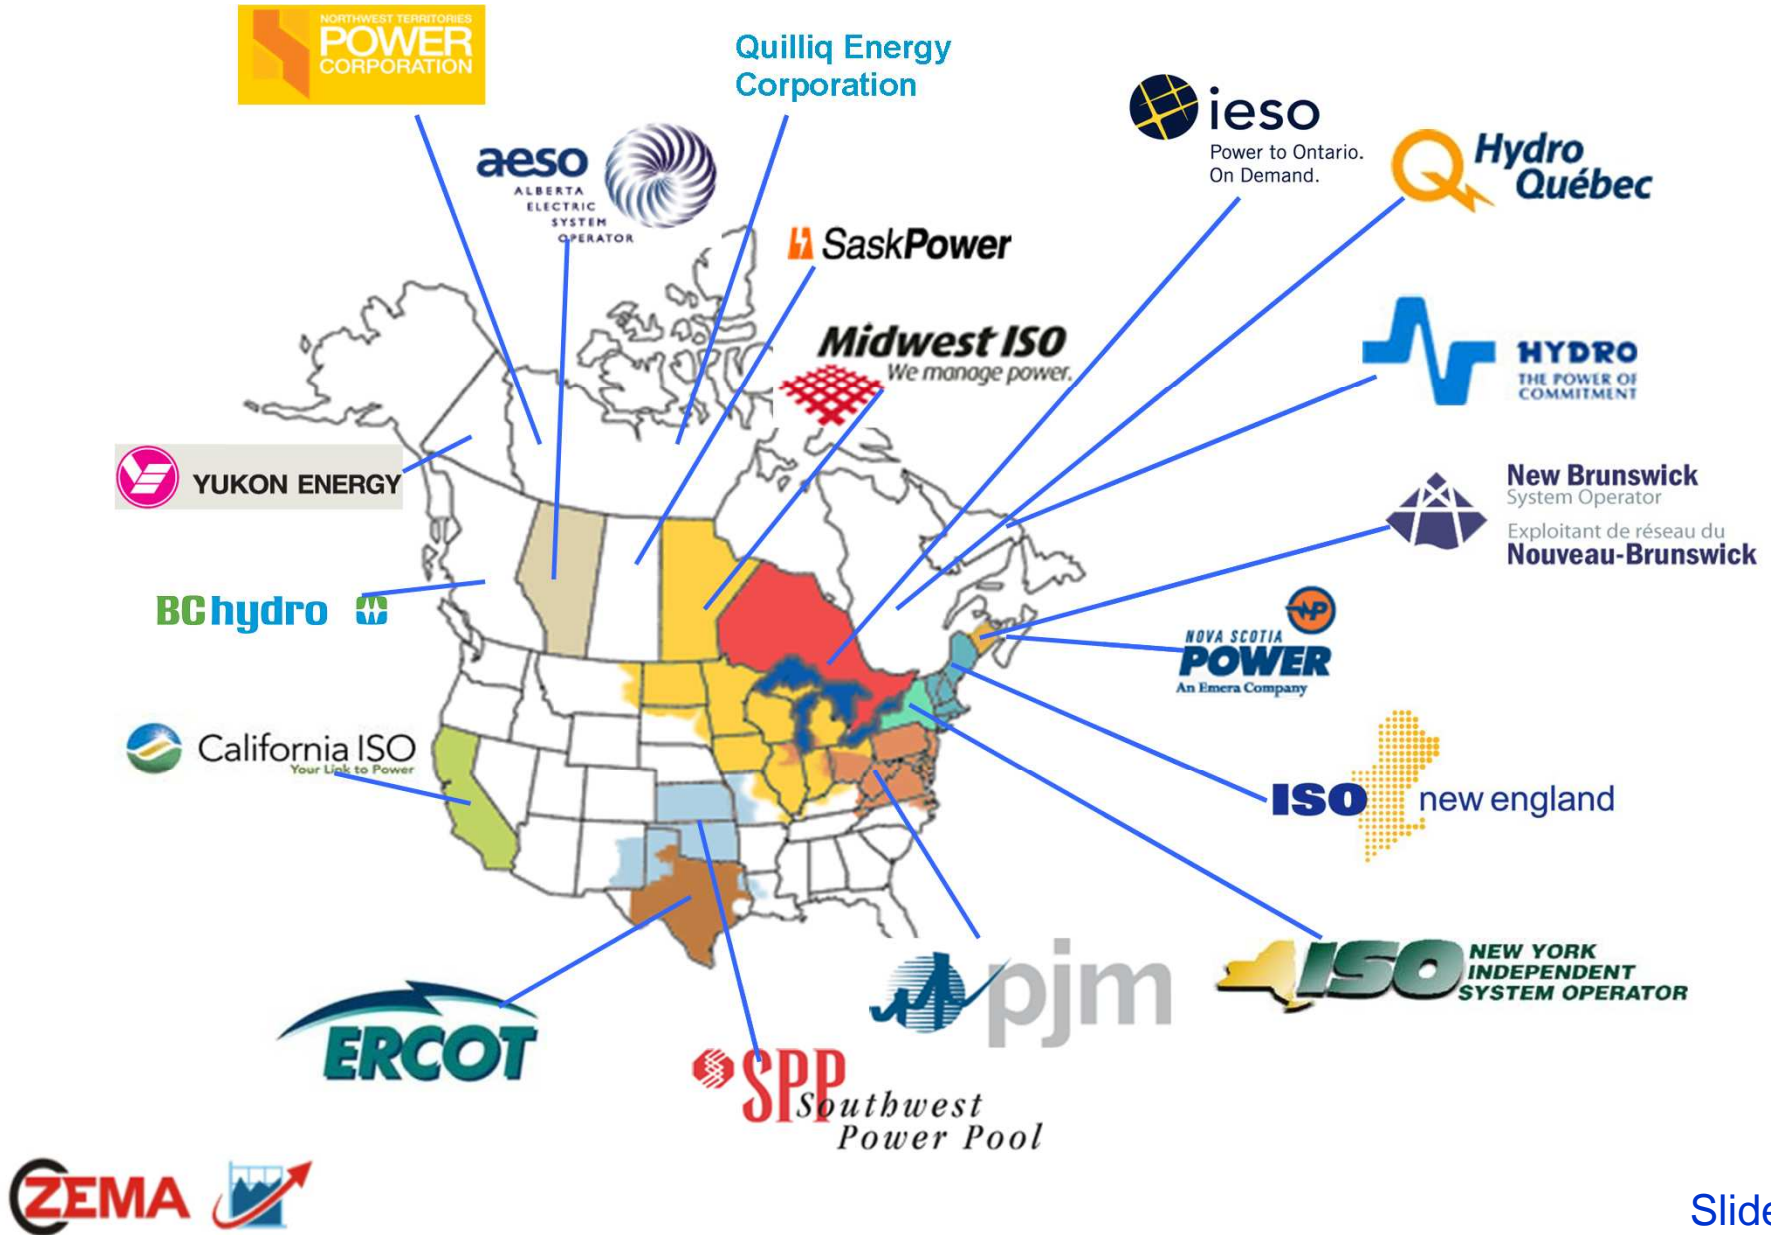 NORTHWEST TERRITORIES
POWER
CORPORATION
Quilliq Energy
Corporation
ieso
Power to Ontario.
On Demand.
Hydro
Québec
aeso
ALBERTA
ELECTRIC
SYSTEM
OPERATOR
SaskPower
Midwest ISO
We manage power.
HYDRO
THE POWER OF
COMMITMENT
YUKON ENERGY
New Brunswick
System Operator
Exploitant de réseau du
Nouveau-Brunswick
BC hydro
NOVA SCOTIA
POWER
An Emera Company
California ISO
Your Link to Power
ISO new england
ISO
NEW YORK
INDEPENDENT
SYSTEM OPERATOR
pjm
ERCOT
SPP
Southwest
Power Pool
ZEMA
Slide